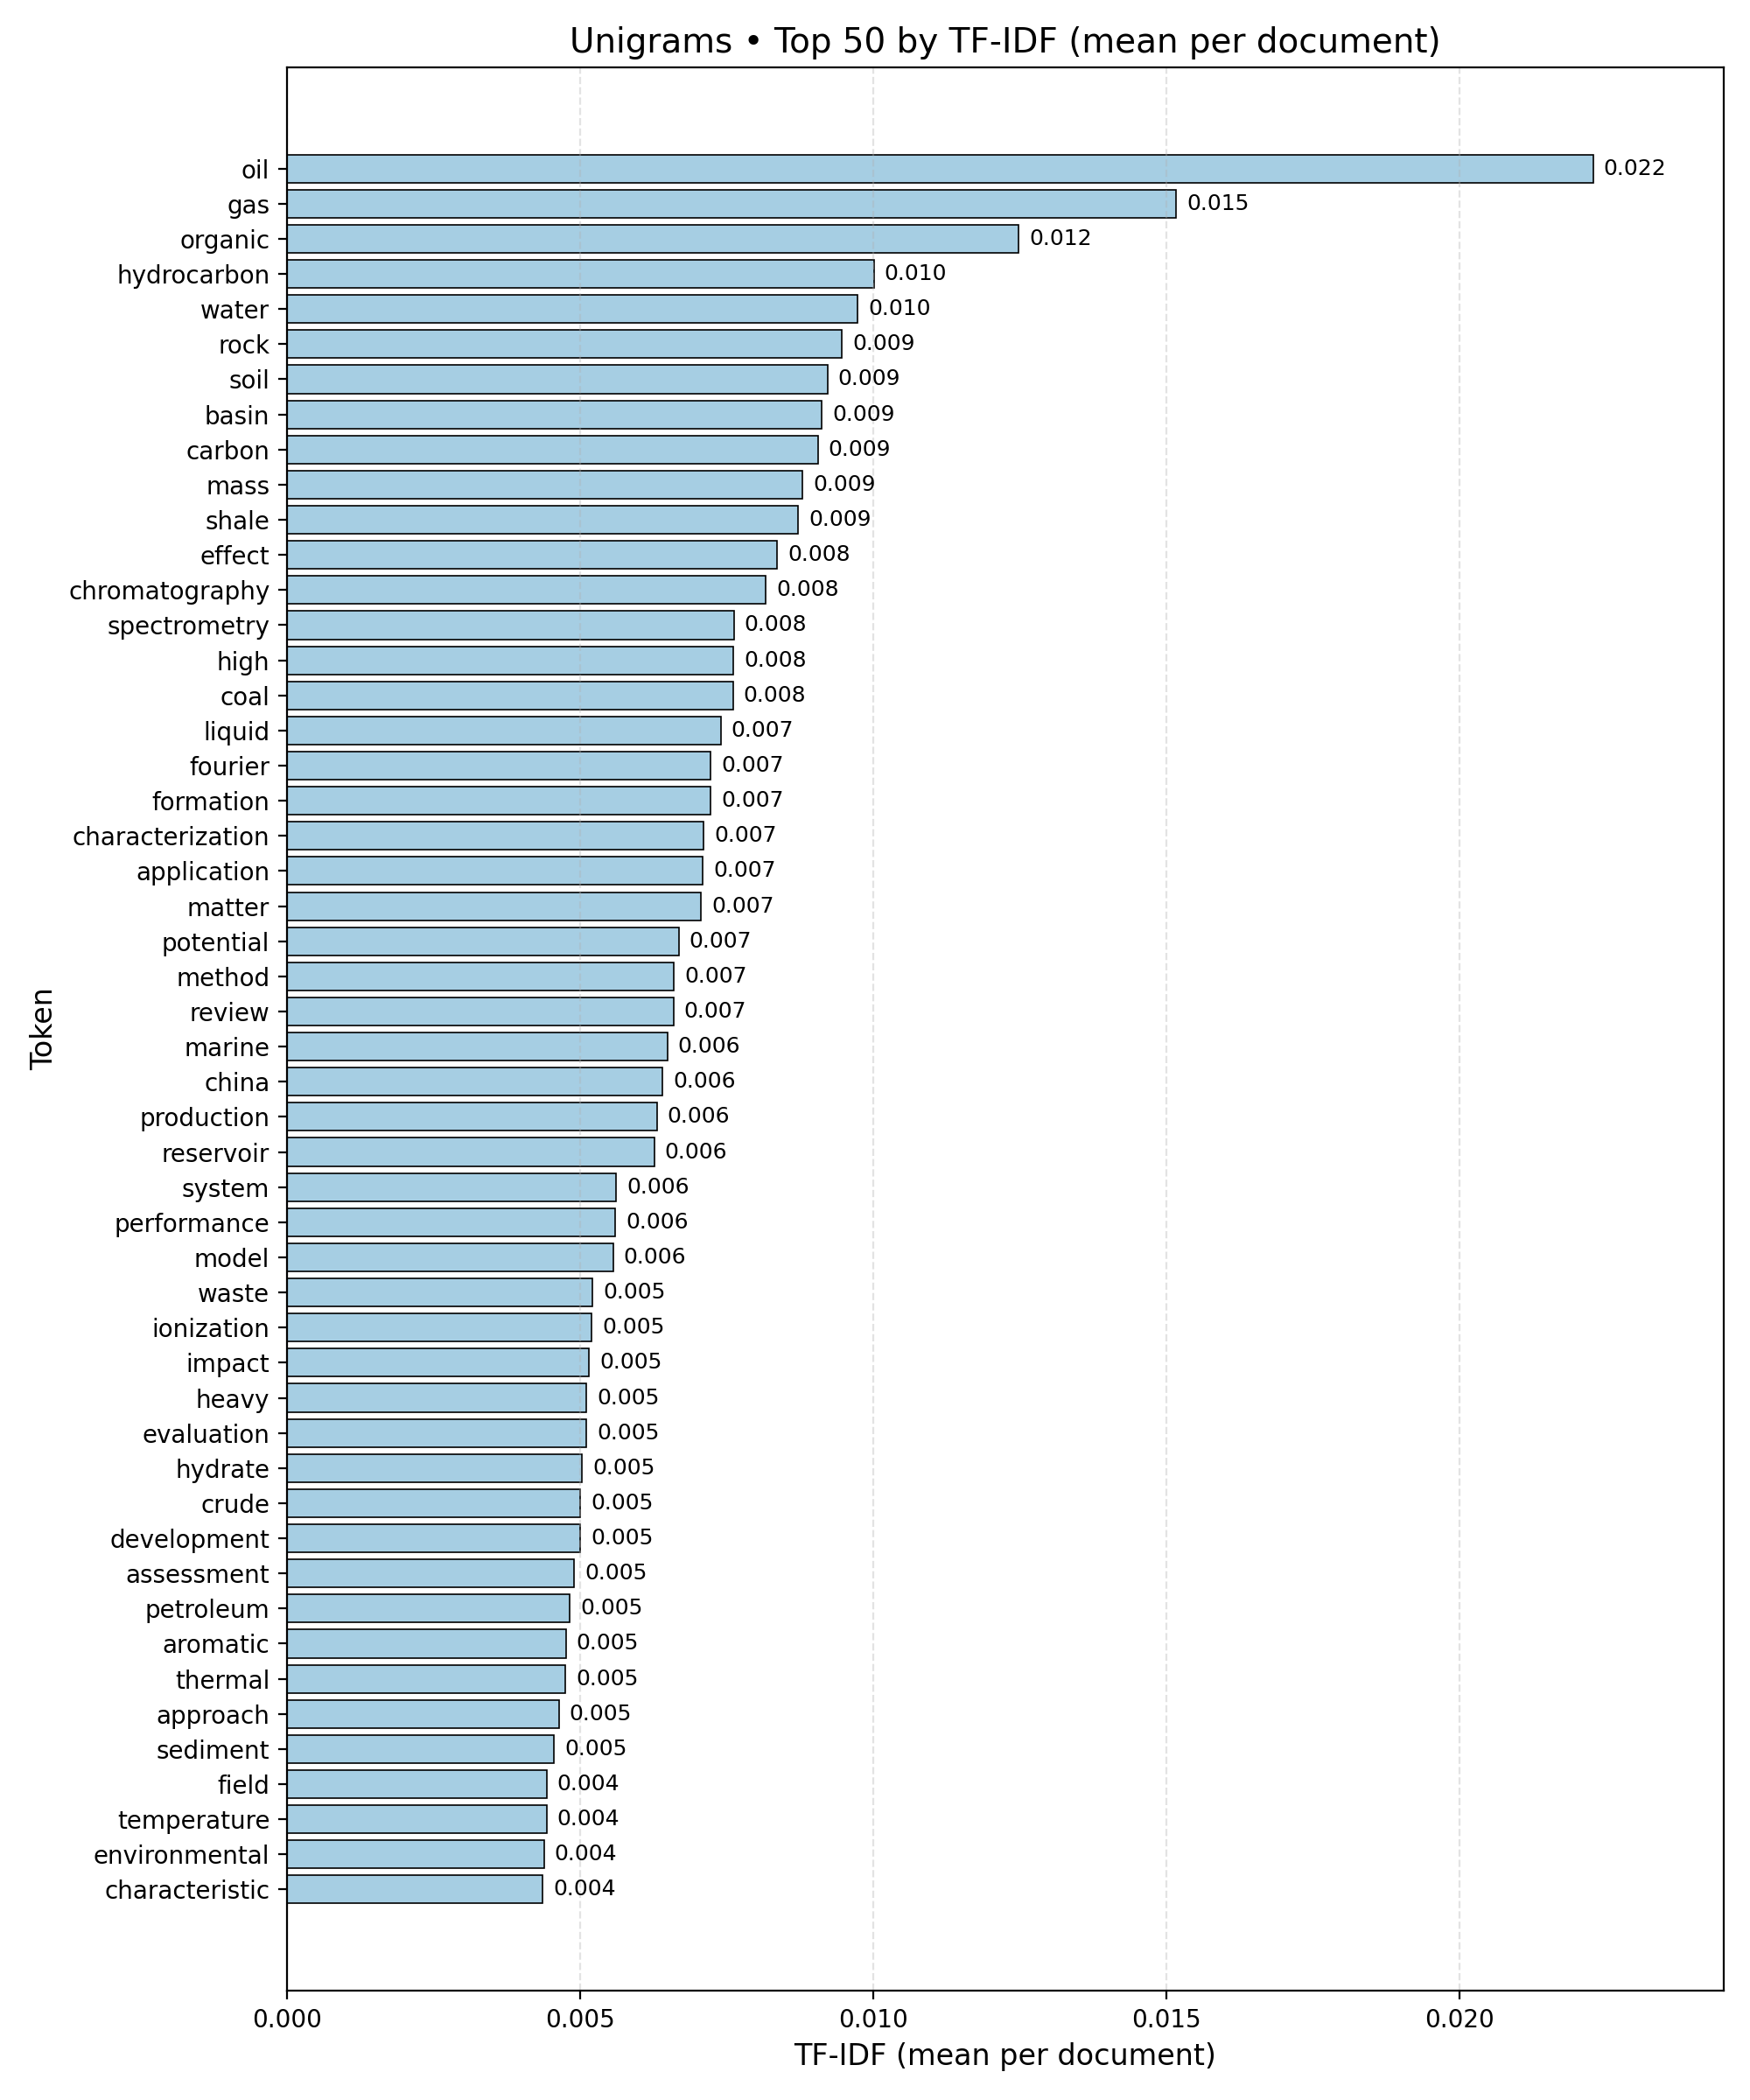 Unigrams • Top 50 by TF-IDF (mean per document)
oil 0.022
gas 0.015
organic 0.012
hydrocarbon 0.010
water 0.010
rock 0.009
soil 0.009
basin 0.009
carbon 0.009
mass 0.009
shale 0.009
effect 0.008
chromatography 0.008
spectrometry 0.008
high 0.008
coal 0.008
liquid 0.007
fourier 0.007
formation 0.007
characterization 0.007
application 0.007
matter 0.007
potential 0.007
method 0.007
review 0.007
marine 0.006
china 0.006
production 0.006
reservoir 0.006
system 0.006
performance 0.006
model 0.006
waste 0.005
ionization 0.005
impact 0.005
heavy 0.005
evaluation 0.005
hydrate 0.005
crude 0.005
development 0.005
assessment 0.005
petroleum 0.005
aromatic 0.005
thermal 0.005
approach 0.005
sediment 0.005
field 0.004
temperature 0.004
environmental 0.004
characteristic 0.004
Token
0.000 0.005 0.010 0.015 0.020
TF-IDF (mean per document)